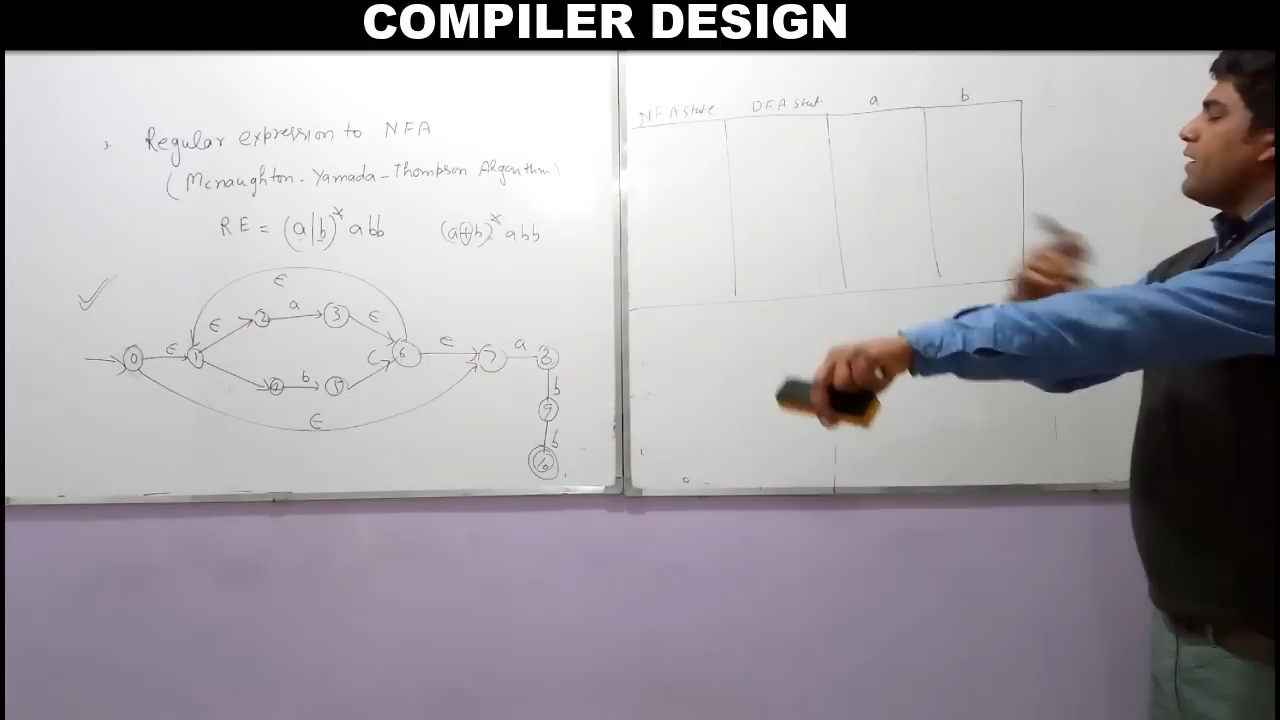 COMPILER DESIGN
Regular expression to NFA
(Mcnaughton-Yamada-Thompson Algorithm)
RE = (a|b)* abb (a+b)* abb
ϵ
ϵ 2 a 3 ϵ
0 ϵ 1 6 ϵ 7 a 8
4 b 5 ϵ
b
9
ϵ
b
10
NFA state DFA stat. a b